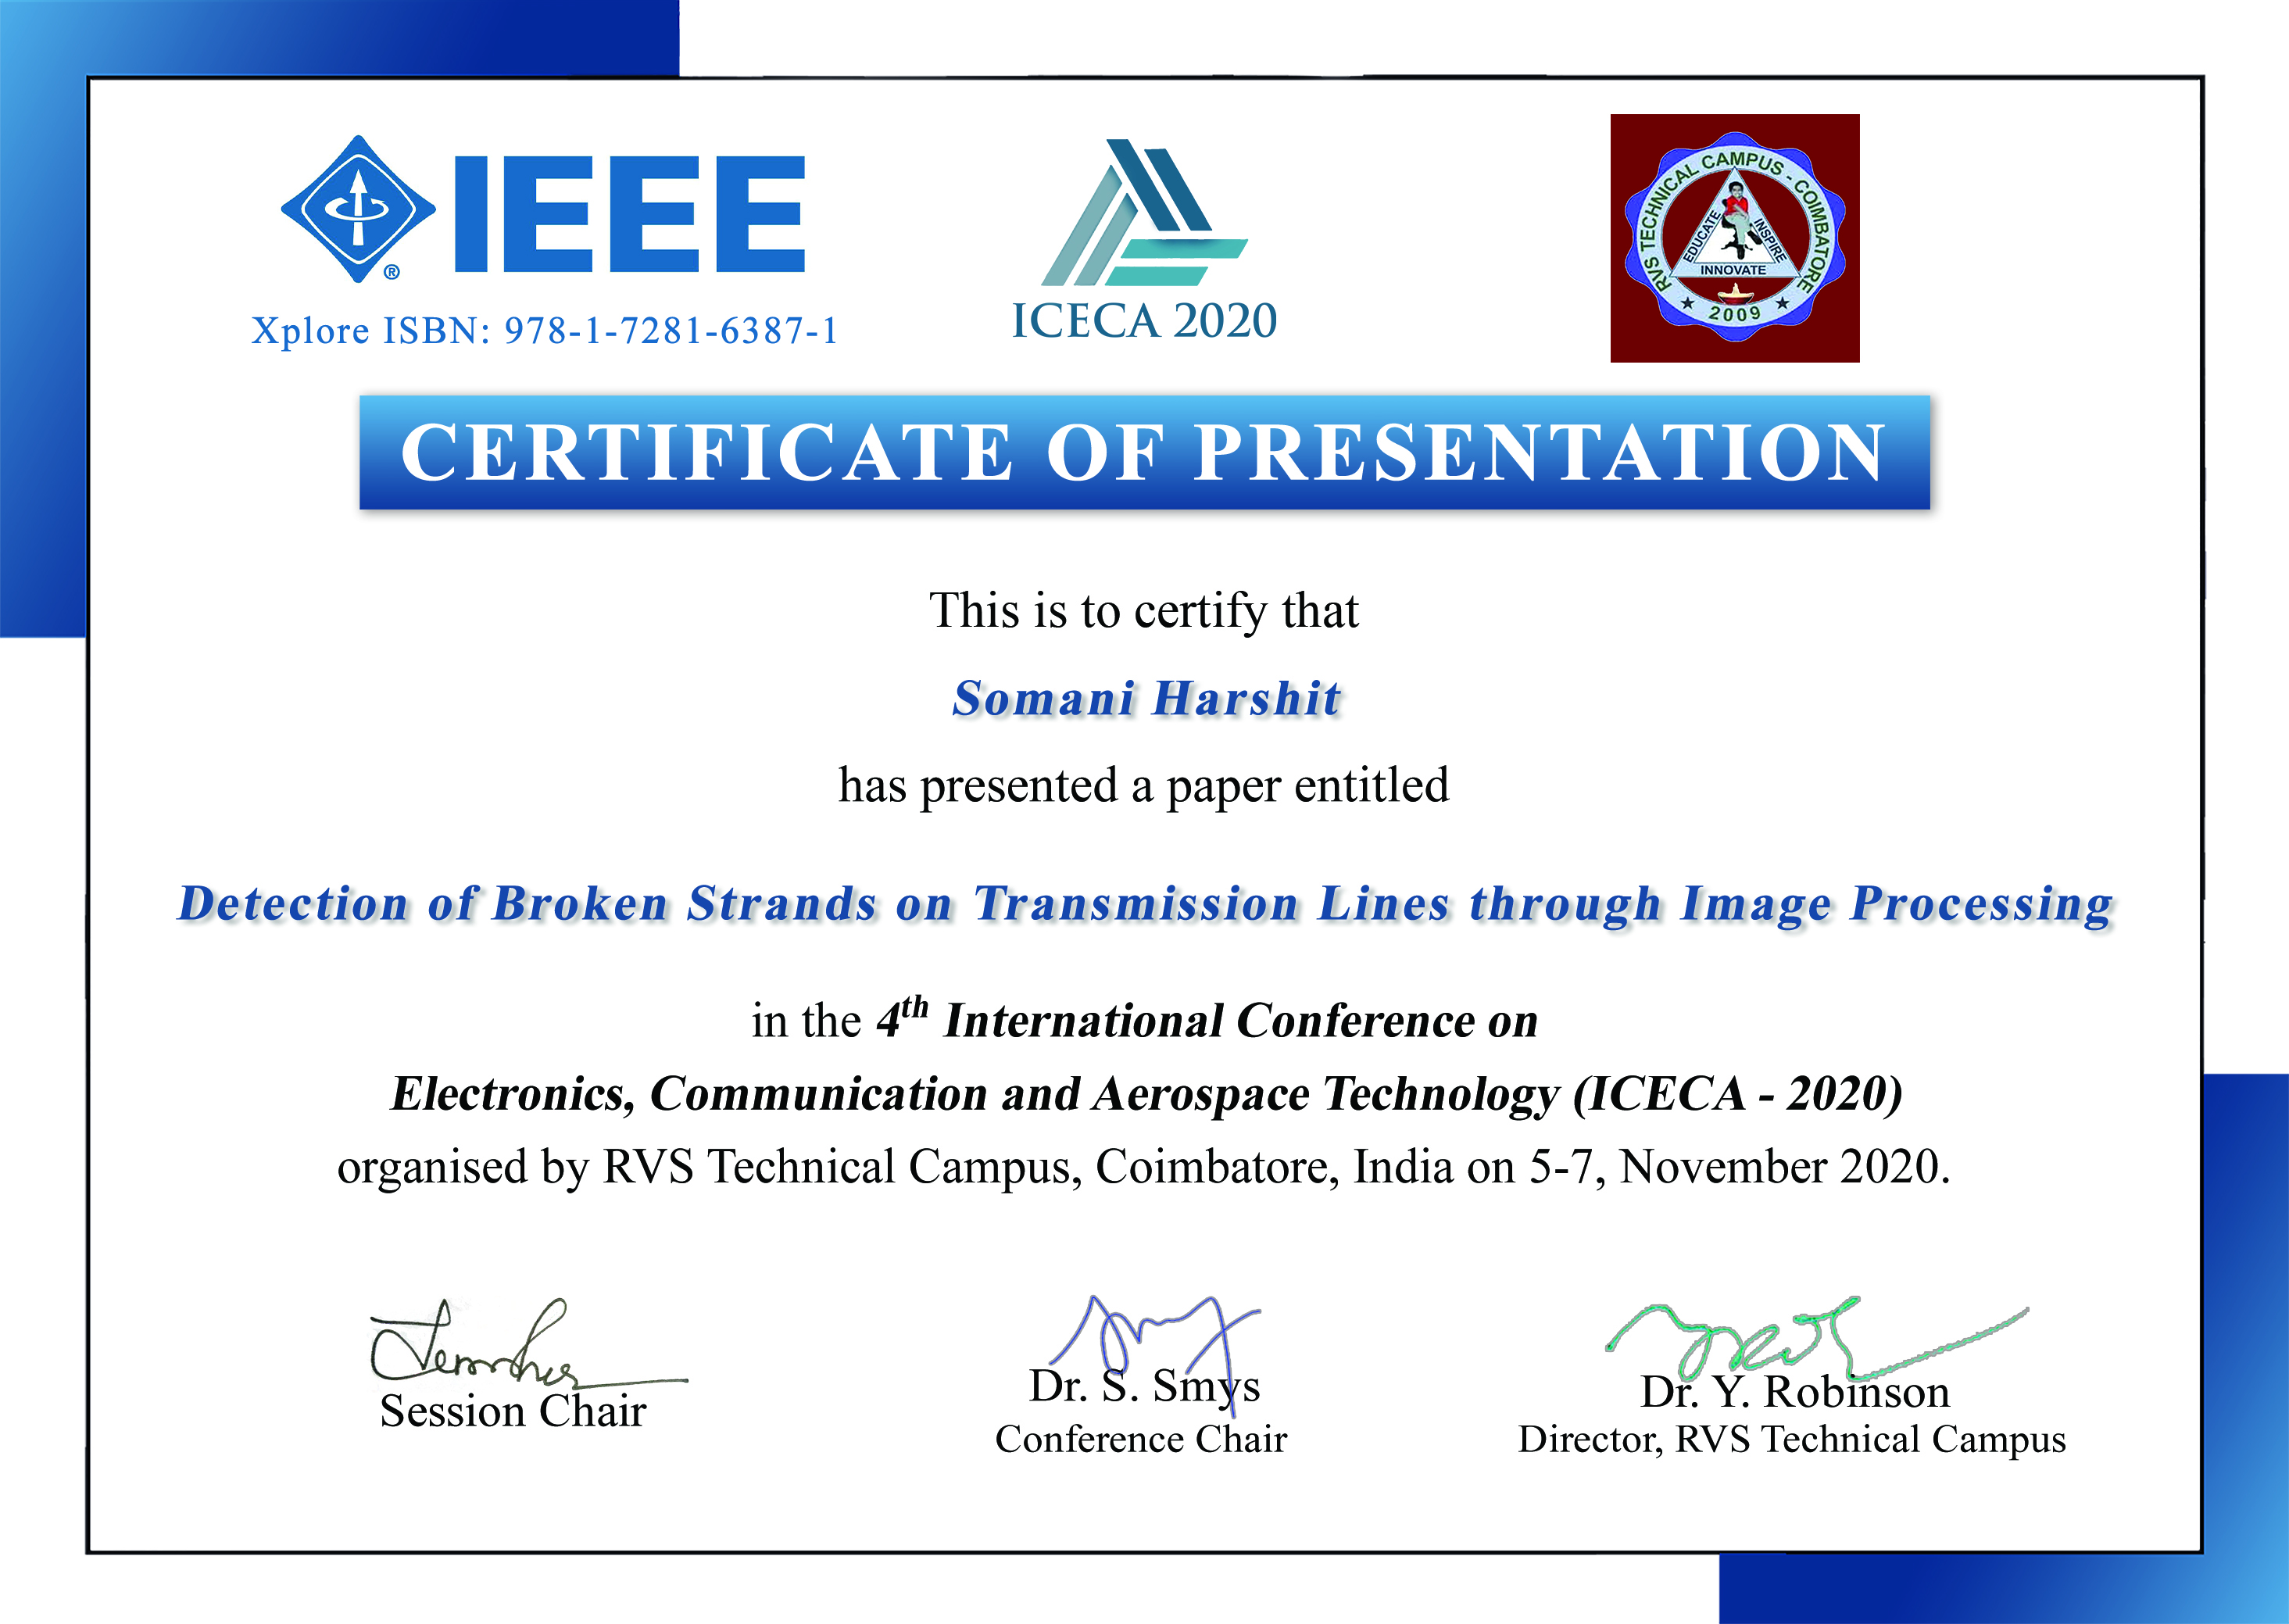 IEEE
®
Xplore ISBN: 978-1-7281-6387-1
ICECA 2020
RVS TECHNICAL CAMPUS - COIMBATORE
EDUCATE
INSPIRE
INNOVATE
2009
CERTIFICATE OF PRESENTATION
This is to certify that
Somani Harshit
has presented a paper entitled
Detection of Broken Strands on Transmission Lines through Image Processing
in the 4th International Conference on
Electronics, Communication and Aerospace Technology (ICECA - 2020)
organised by RVS Technical Campus, Coimbatore, India on 5-7, November 2020.
Session Chair
Dr. S. Smys
Conference Chair
Dr. Y. Robinson
Director, RVS Technical Campus